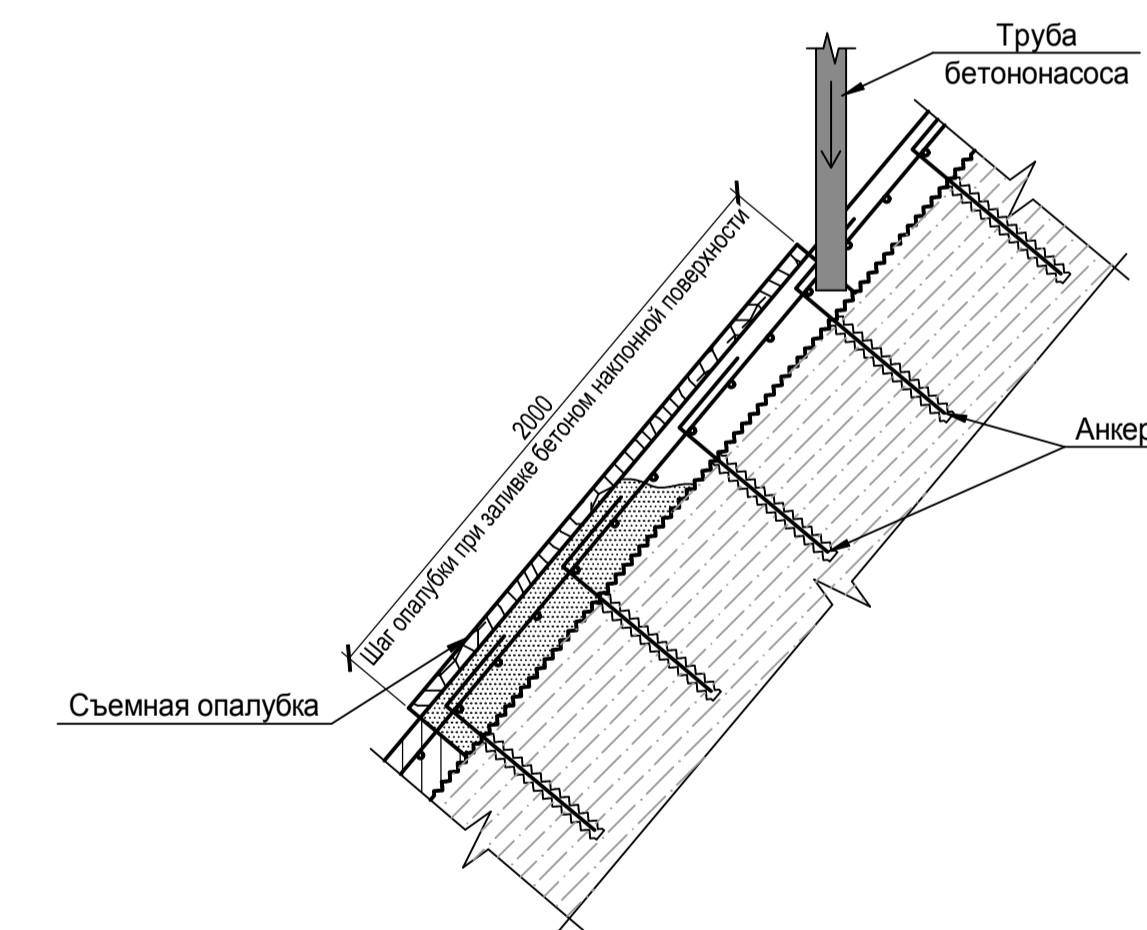 Труба
бетононасоса
2000
Шаг опалубки при заливке бетоном наклонной поверхности
Анкер
Съемная опалубка